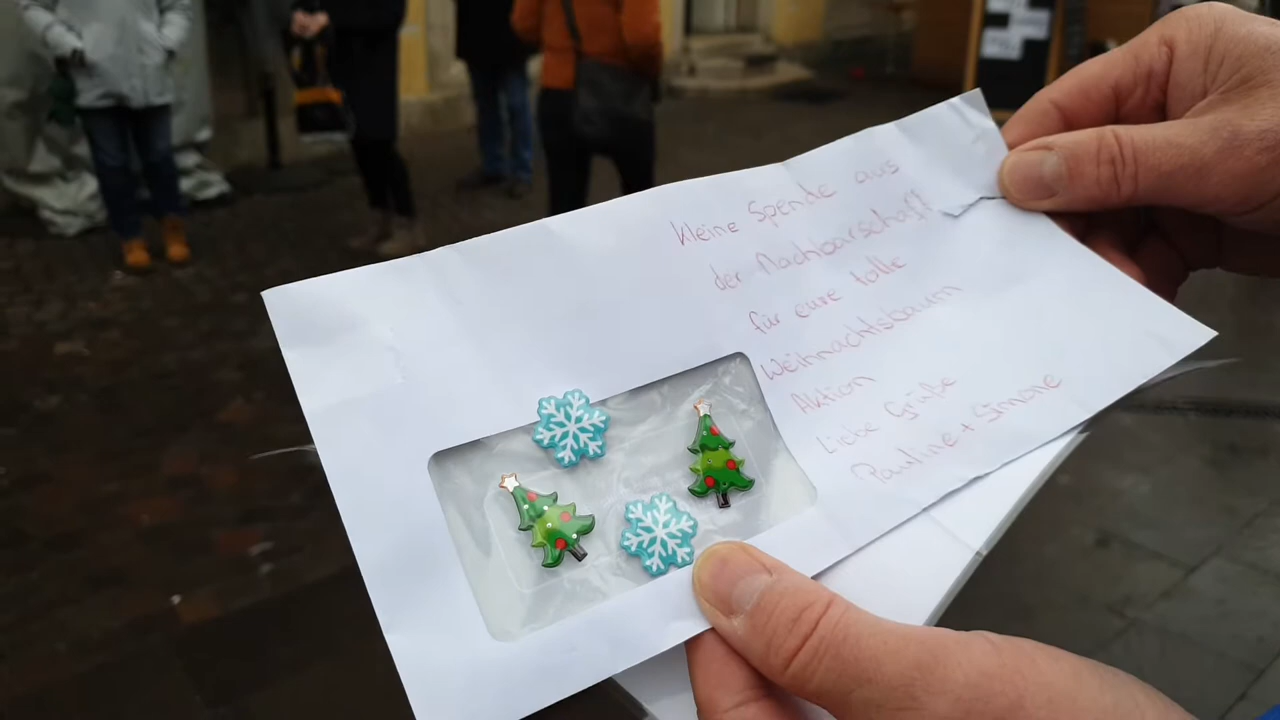 kleine Spende aus
der Nachbarschaft
für eure tolle
Weihnachtsbaum
Aktion
Liebe Grüße
Pauline + Simone